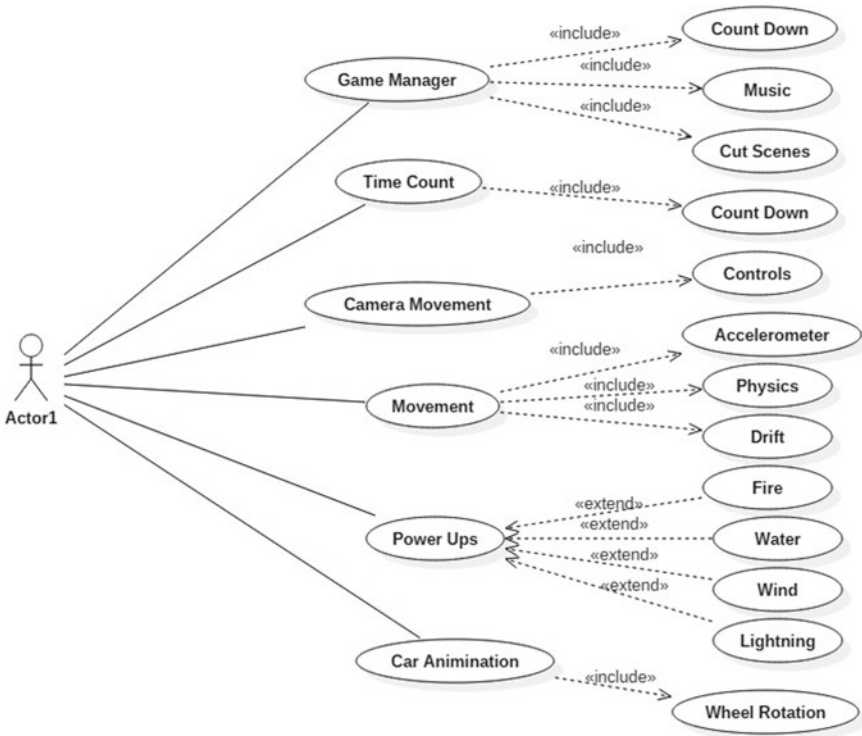 «include»
Count Down
Game Manager
«include»
Music
«include»
Cut Scenes
Time Count
«include»
Count Down
«include»
Controls
Camera Movement
Accelerometer
«include»
Actor1
Movement
«include»
Physics
«include»
Drift
Fire
«extend»
Power Ups
«extend»
Water
«extend»
Wind
«extend»
Lightning
Car Animination
«include»
Wheel Rotation